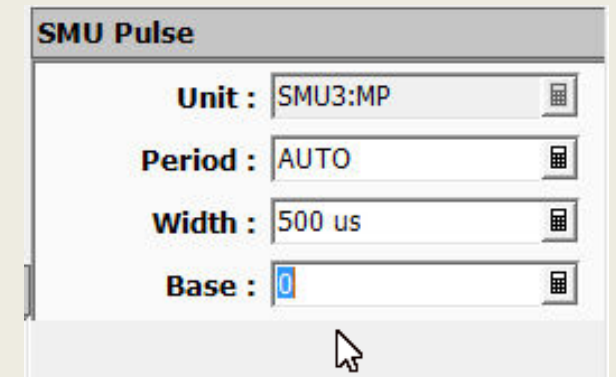 SMU Pulse
Unit : SMU3:MP
Period : AUTO
Width : 500 us
Base : 0